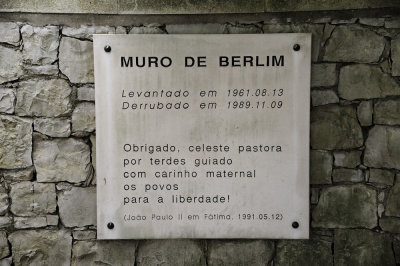 MURO DE BERLIM
Levantado em 1961.08.13
Derrubado em 1989.11.09
Obrigado, celeste pastora
por terdes guiado
com carinho maternal
os povos
para a liberdade!
(João Paulo II em Fátima, 1991.05.12)